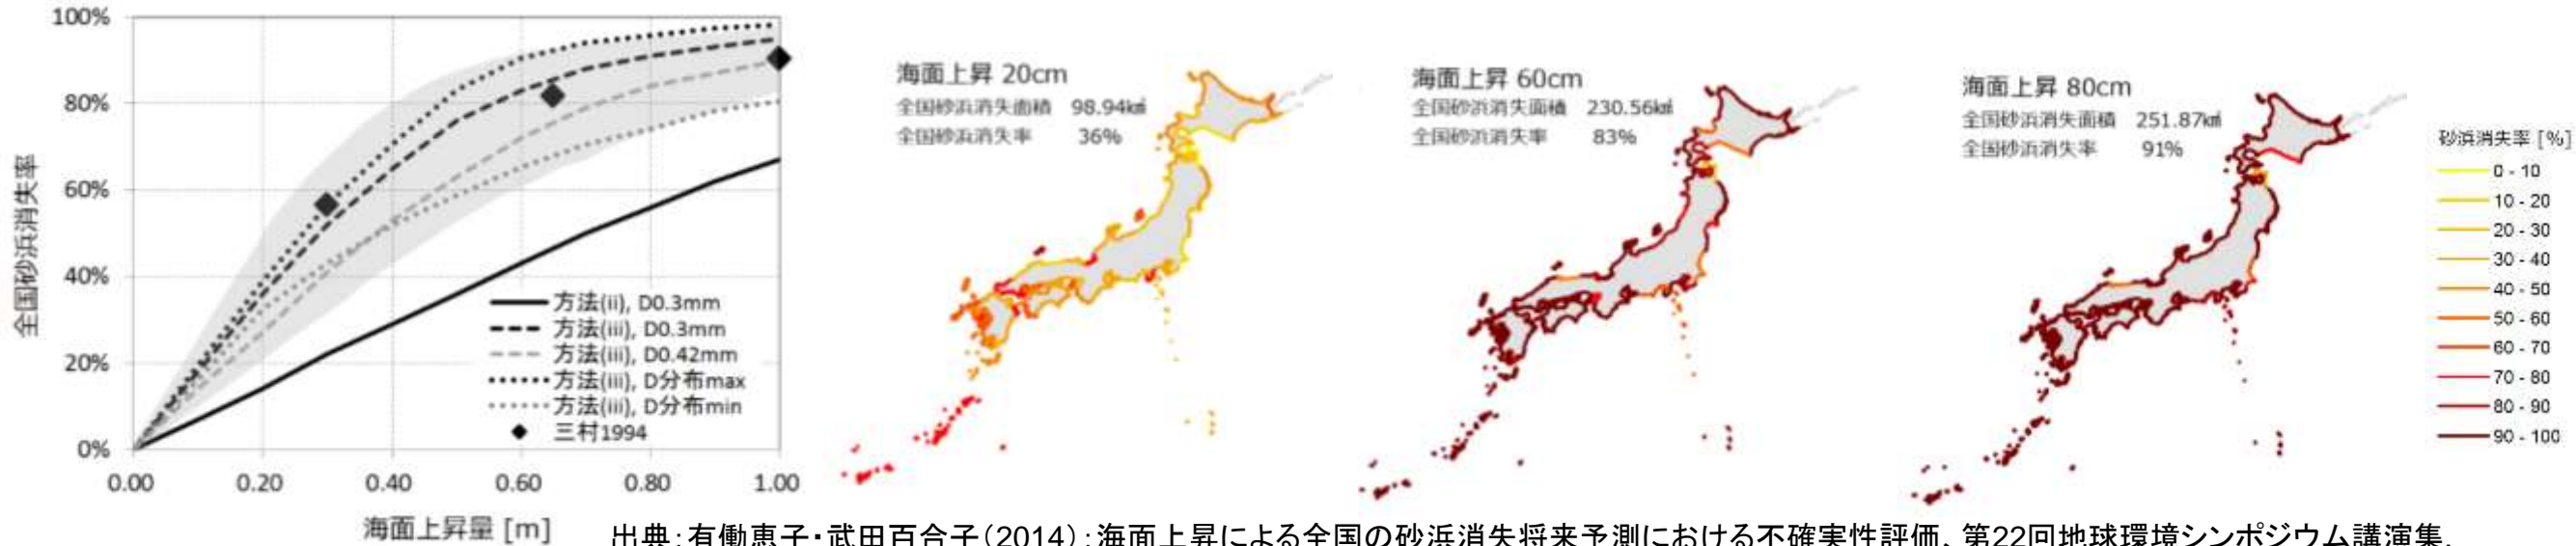 全国砂浜消失率
100%
80%
60%
40%
20%
0%
0.00 0.20 0.40 0.60 0.80 1.00
海面上昇量 [m]
方法(ii), D0.3mm
方法(iii), D0.3mm
方法(iii), D0.42mm
方法(iii), D分布max
方法(iii), D分布min
三村1994
海面上昇 20cm
全国砂浜消失面積 98.94k㎡
全国砂浜消失率 36%
海面上昇 60cm
全国砂浜消失面積 230.56k㎡
全国砂浜消失率 83%
海面上昇 80cm
全国砂浜消失面積 251.87k㎡
全国砂浜消失率 91%
砂浜消失率 [%]
0 - 10
10 - 20
20 - 30
30 - 40
40 - 50
50 - 60
60 - 70
70 - 80
80 - 90
90 - 100
出典：有働恵子・武田百合子（2014）：海面上昇による全国の砂浜消失将来予測における不確実性評価、第22回地球環境シンポジウム講演集．